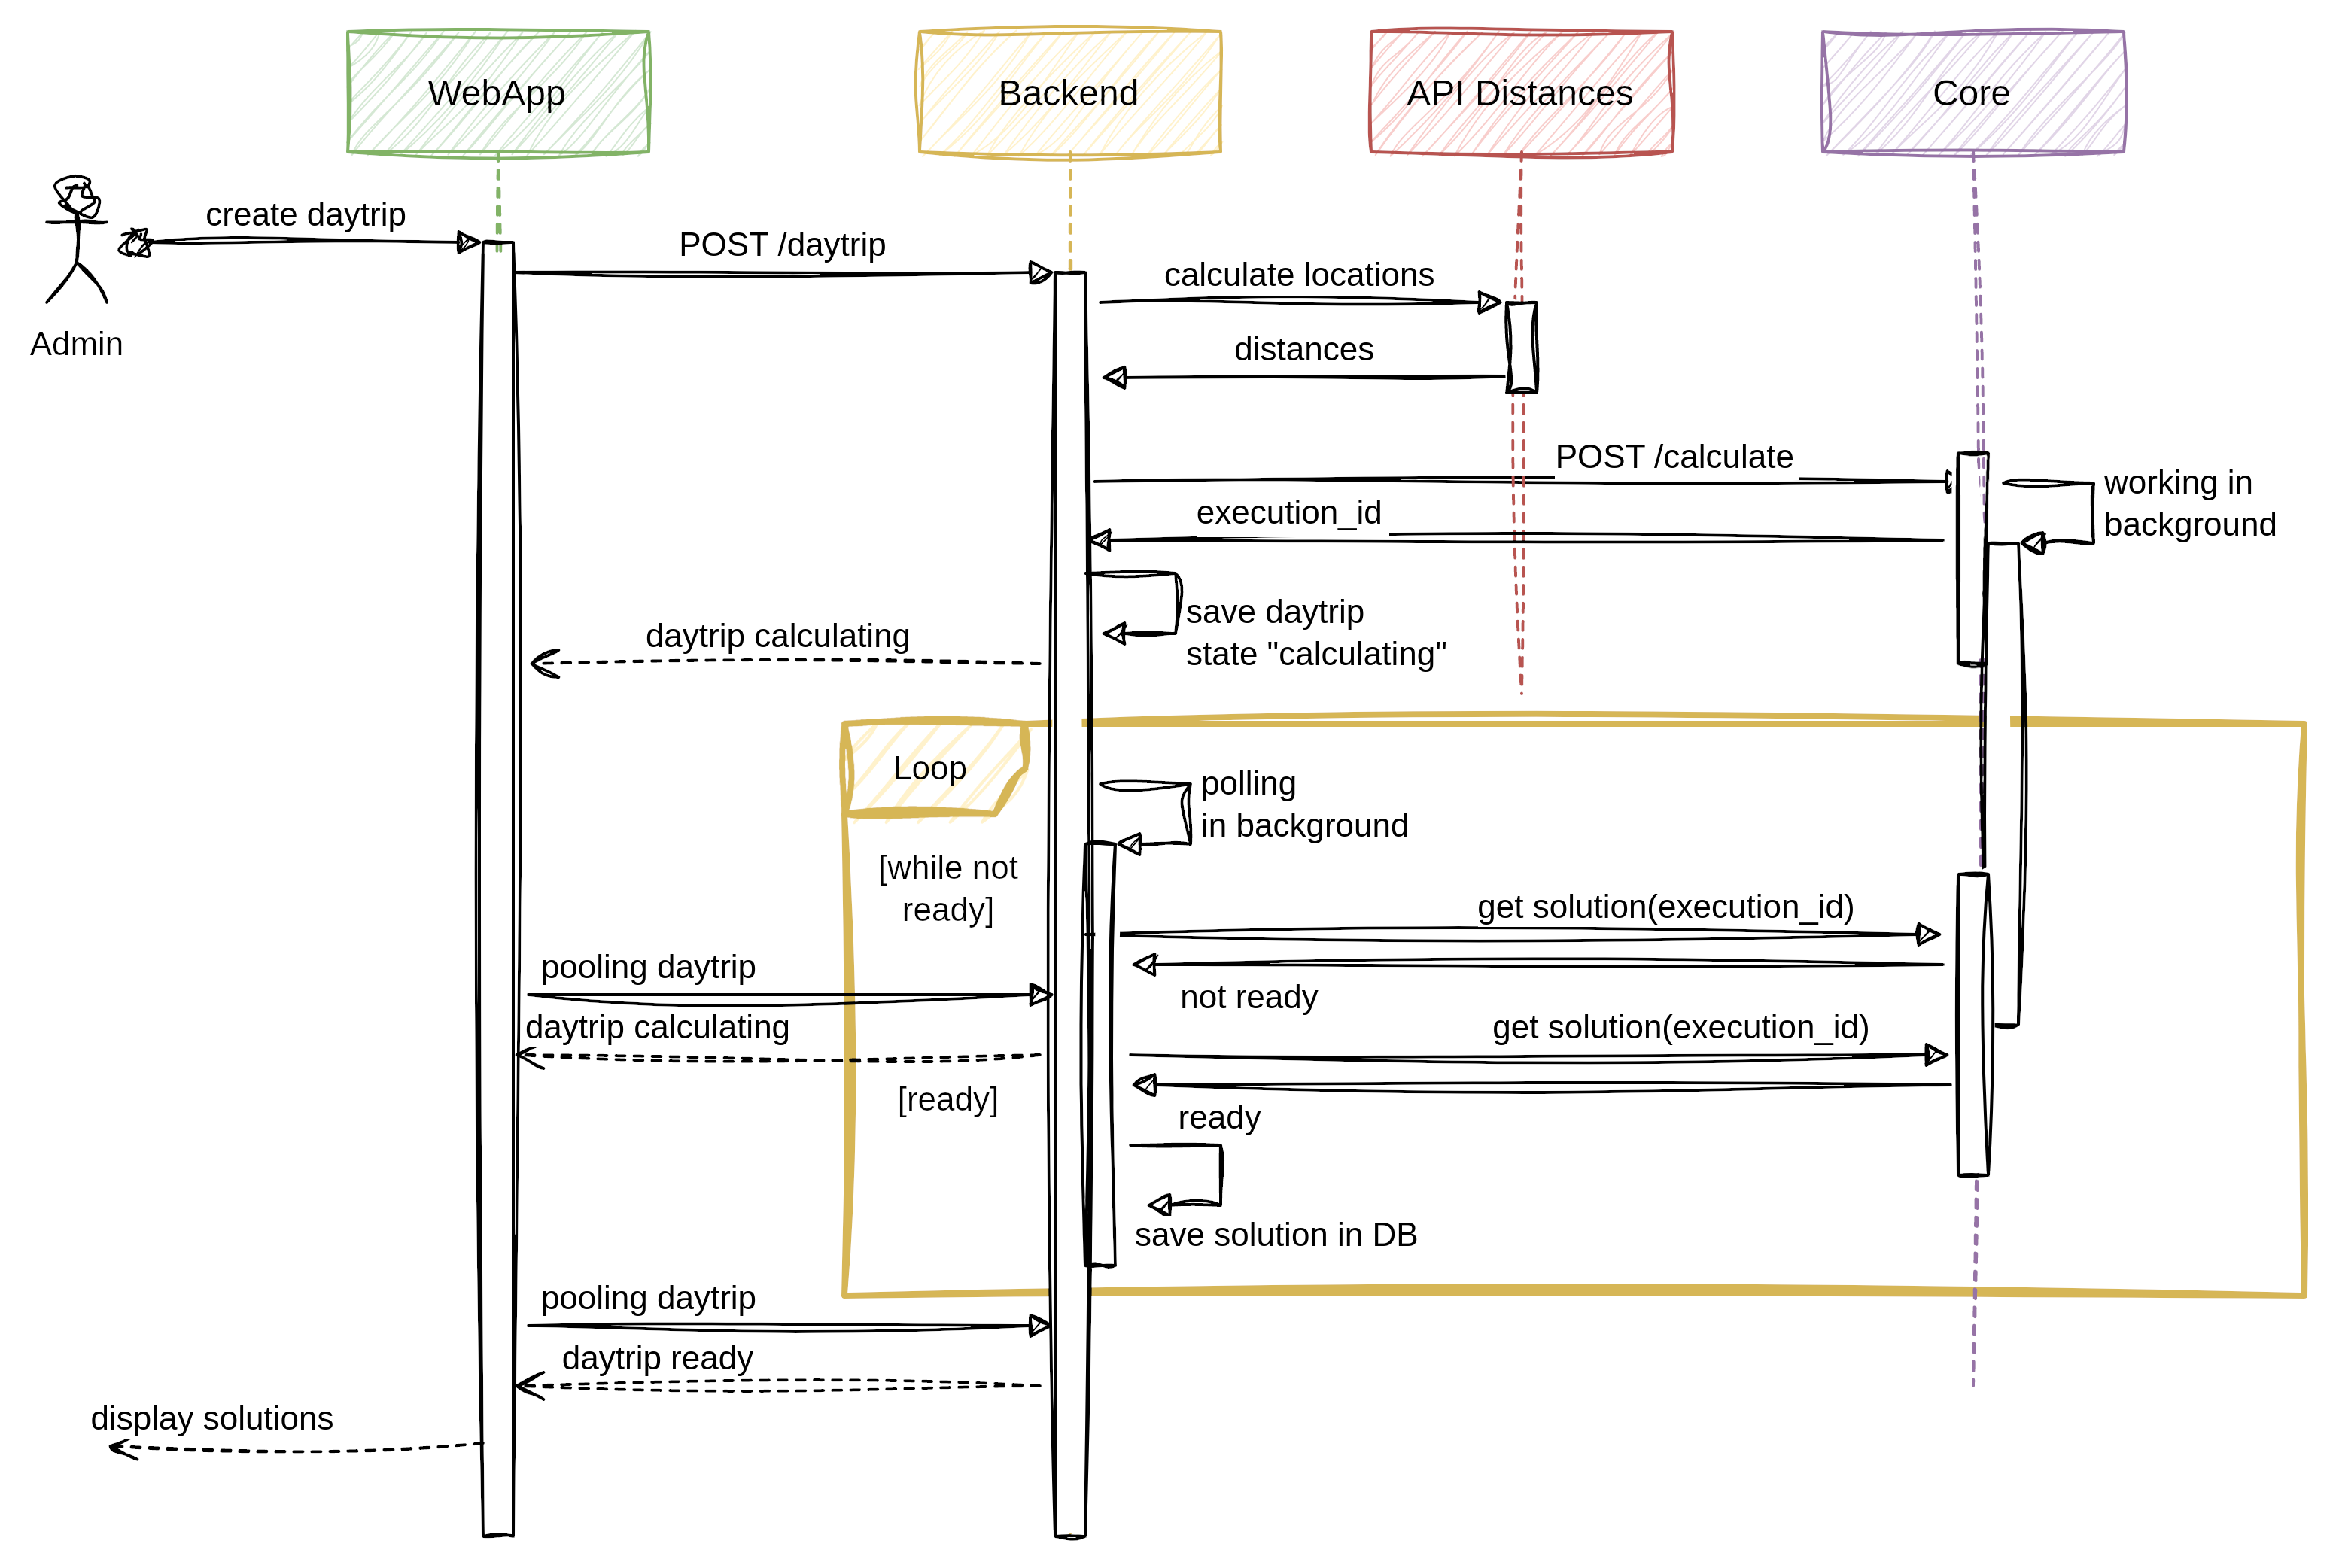 WebApp
Backend
API Distances
Core
create daytrip
POST /daytrip
calculate locations
Admin
distances
POST /calculate
working in
background
execution_id
save daytrip
state "calculating"
daytrip calculating
Loop
polling
in background
[while not
ready]
get solution(execution_id)
pooling daytrip
not ready
daytrip calculating
get solution(execution_id)
[ready]
ready
save solution in DB
pooling daytrip
daytrip ready
display solutions